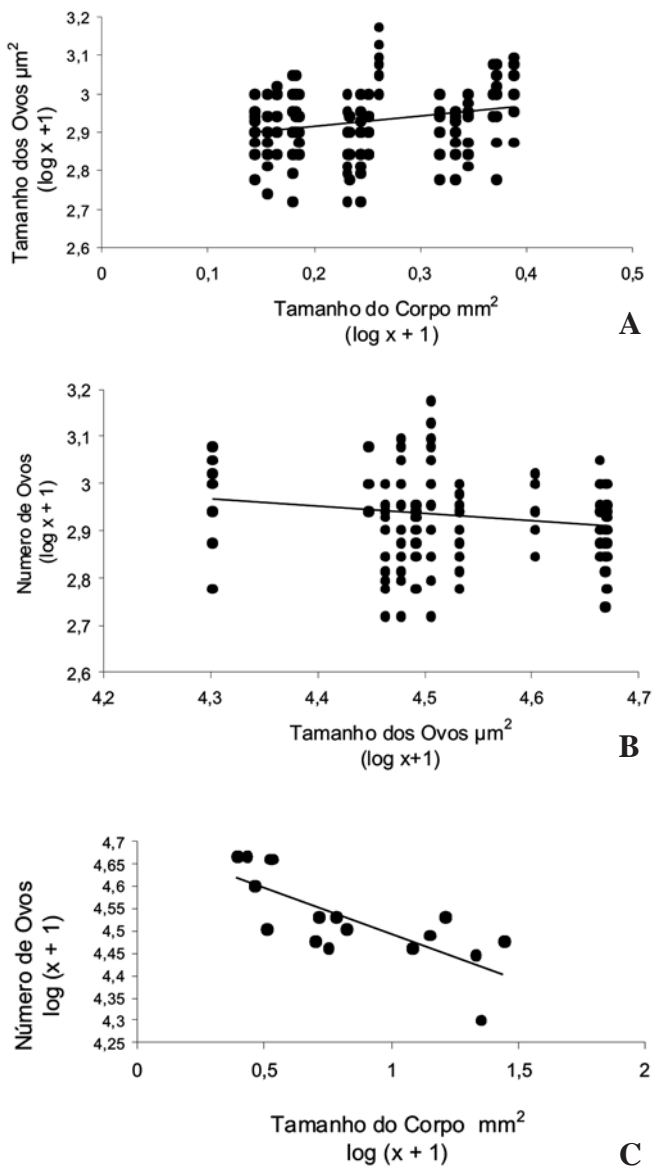 3,2
3,1
3
2,9
2,8
2,7
2,6
0
0,1
0,2
0,3
0,4
0,5
Tamanho dos Ovos µm²
(log x +1)
Tamanho do Corpo mm²
(log x + 1)
A
3,2
3,1
3
2,9
2,8
2,7
2,6
4,2
4,3
4,4
4,5
4,6
4,7
Numero de Ovos
(log x + 1)
Tamanho dos Ovos µm²
(log x+1)
B
4,7
4,65
4,6
4,55
4,5
4,45
4,4
4,35
4,3
4,25
0
0,5
1
1,5
2
Número de Ovos
log (x + 1)
Tamanho do Corpo mm²
log (x + 1)
C